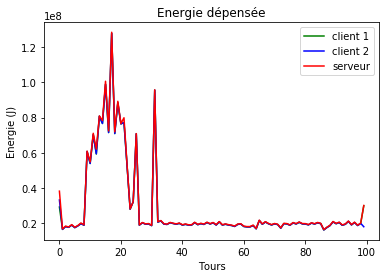 Energie dépensée
1e8
client 1
client 2
serveur
1.2
1.0
0.8
0.6
0.4
0.2
Energie (J)
0 20 40 60 80 100
Tours